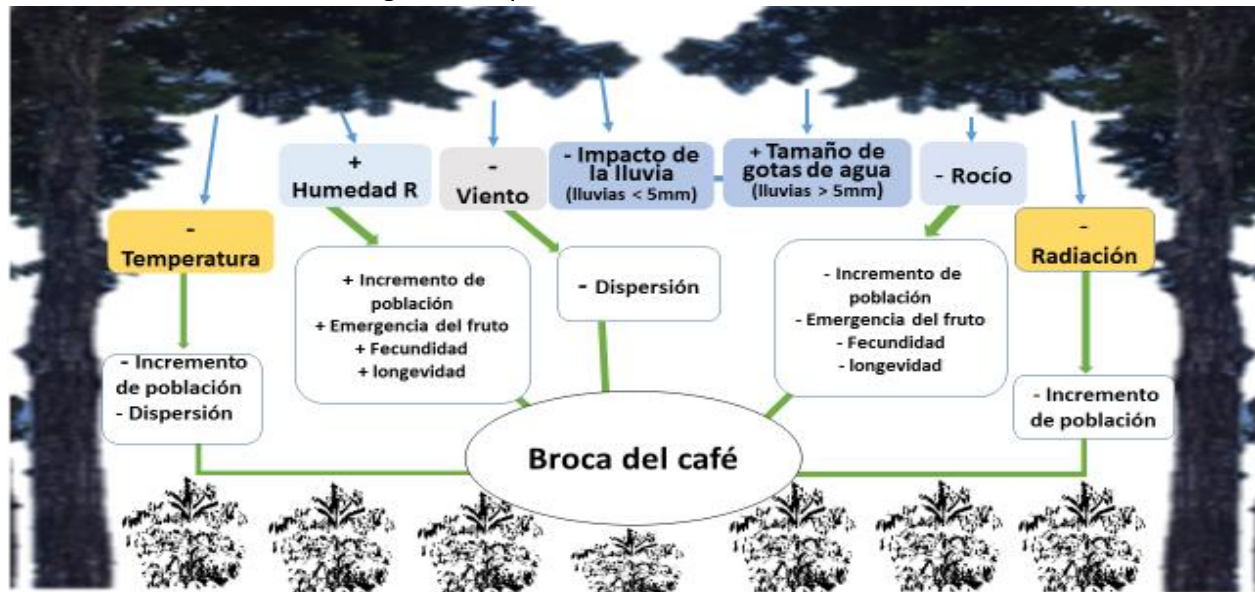 +
Humedad R
-
Viento
- Impacto de
la lluvia
(lluvias < 5mm)
+ Tamaño de
gotas de agua
(lluvias > 5mm)
- Rocío
-
Temperatura
-
Radiación
+ Incremento de
población
+ Emergencia del fruto
+ Fecundidad
+ longevidad
- Dispersión
- Incremento de
población
- Emergencia del fruto
- Fecundidad
- longevidad
- Incremento
de población
- Dispersión
- Incremento
de población
Broca del café